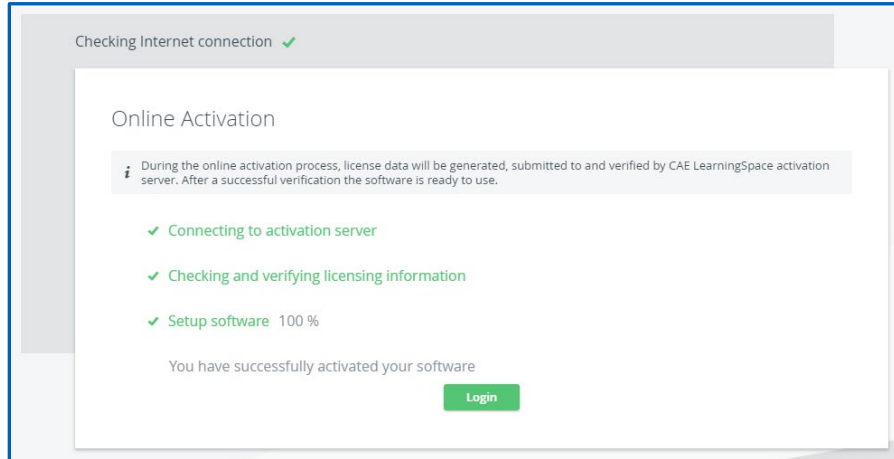 Checking Internet connection
Online Activation
i During the online activation process, license data will be generated, submitted to and verified by CAE LearningSpace activation
server. After a successful verification the software is ready to use.
Connecting to activation server
Checking and verifying licensing information
Setup software 100 %
You have successfully activated your software
Login